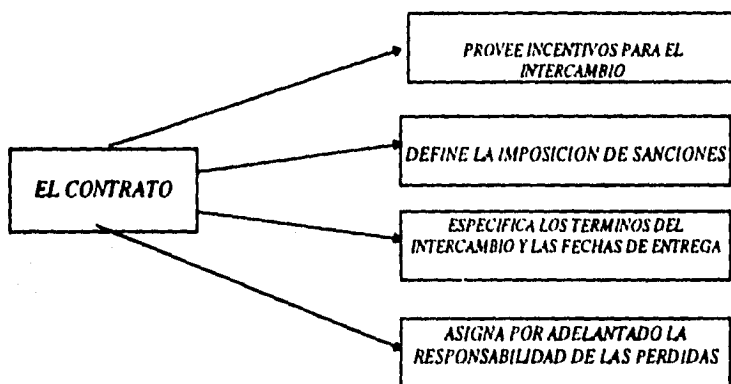 PROVEE INCENTIVOS PARA EL
INTERCAMBIO
EL CONTRATO
DEFINE LA IMPOSICION DE SANCIONES
ESPECIFICA LOS TERMINOS DEL
INTERCAMBIO Y LAS FECHAS DE ENTREGA
ASIGNA POR ADELANTADO LA
RESPONSABILIDAD DE LAS PERDIDAS